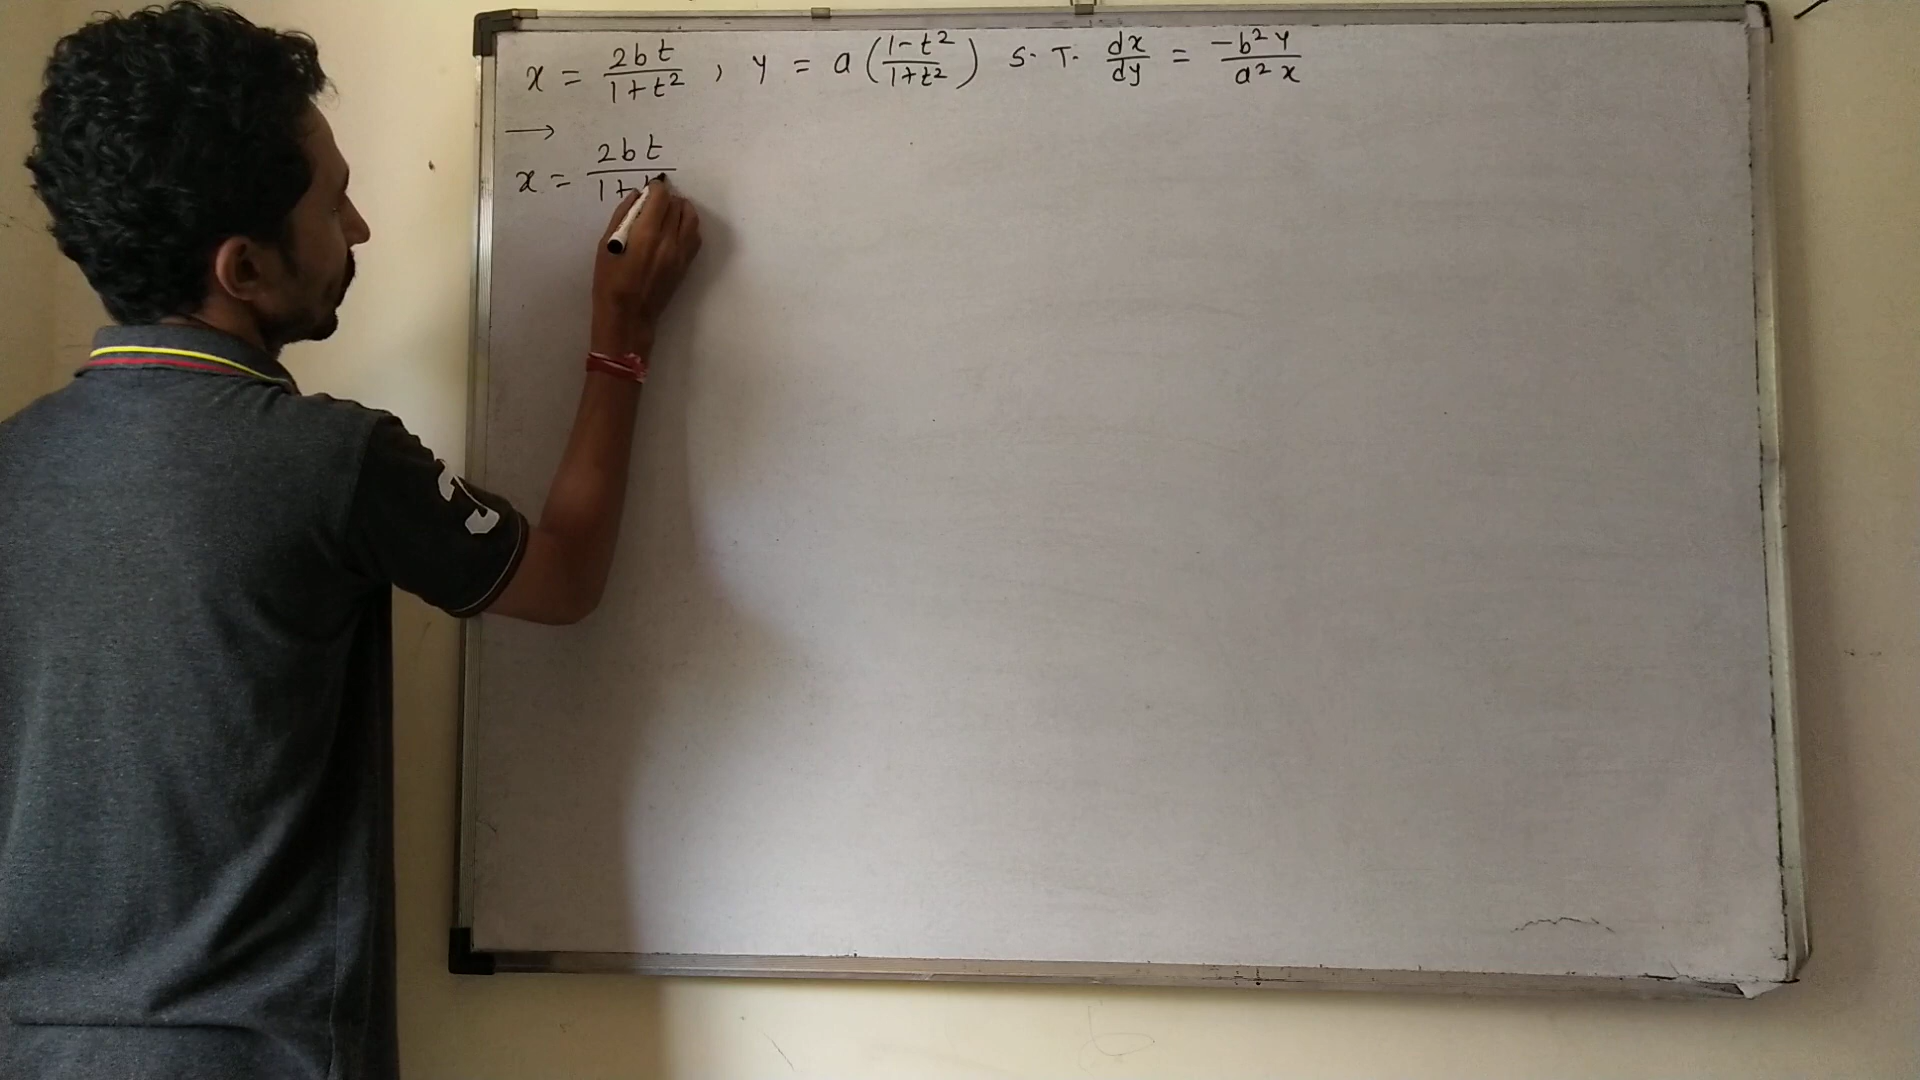 x = 2bt/1+t² , y = a(1-t²/1+t²) S.T. dx/dy = -b²y/a²x
→
x = 2bt/1+t